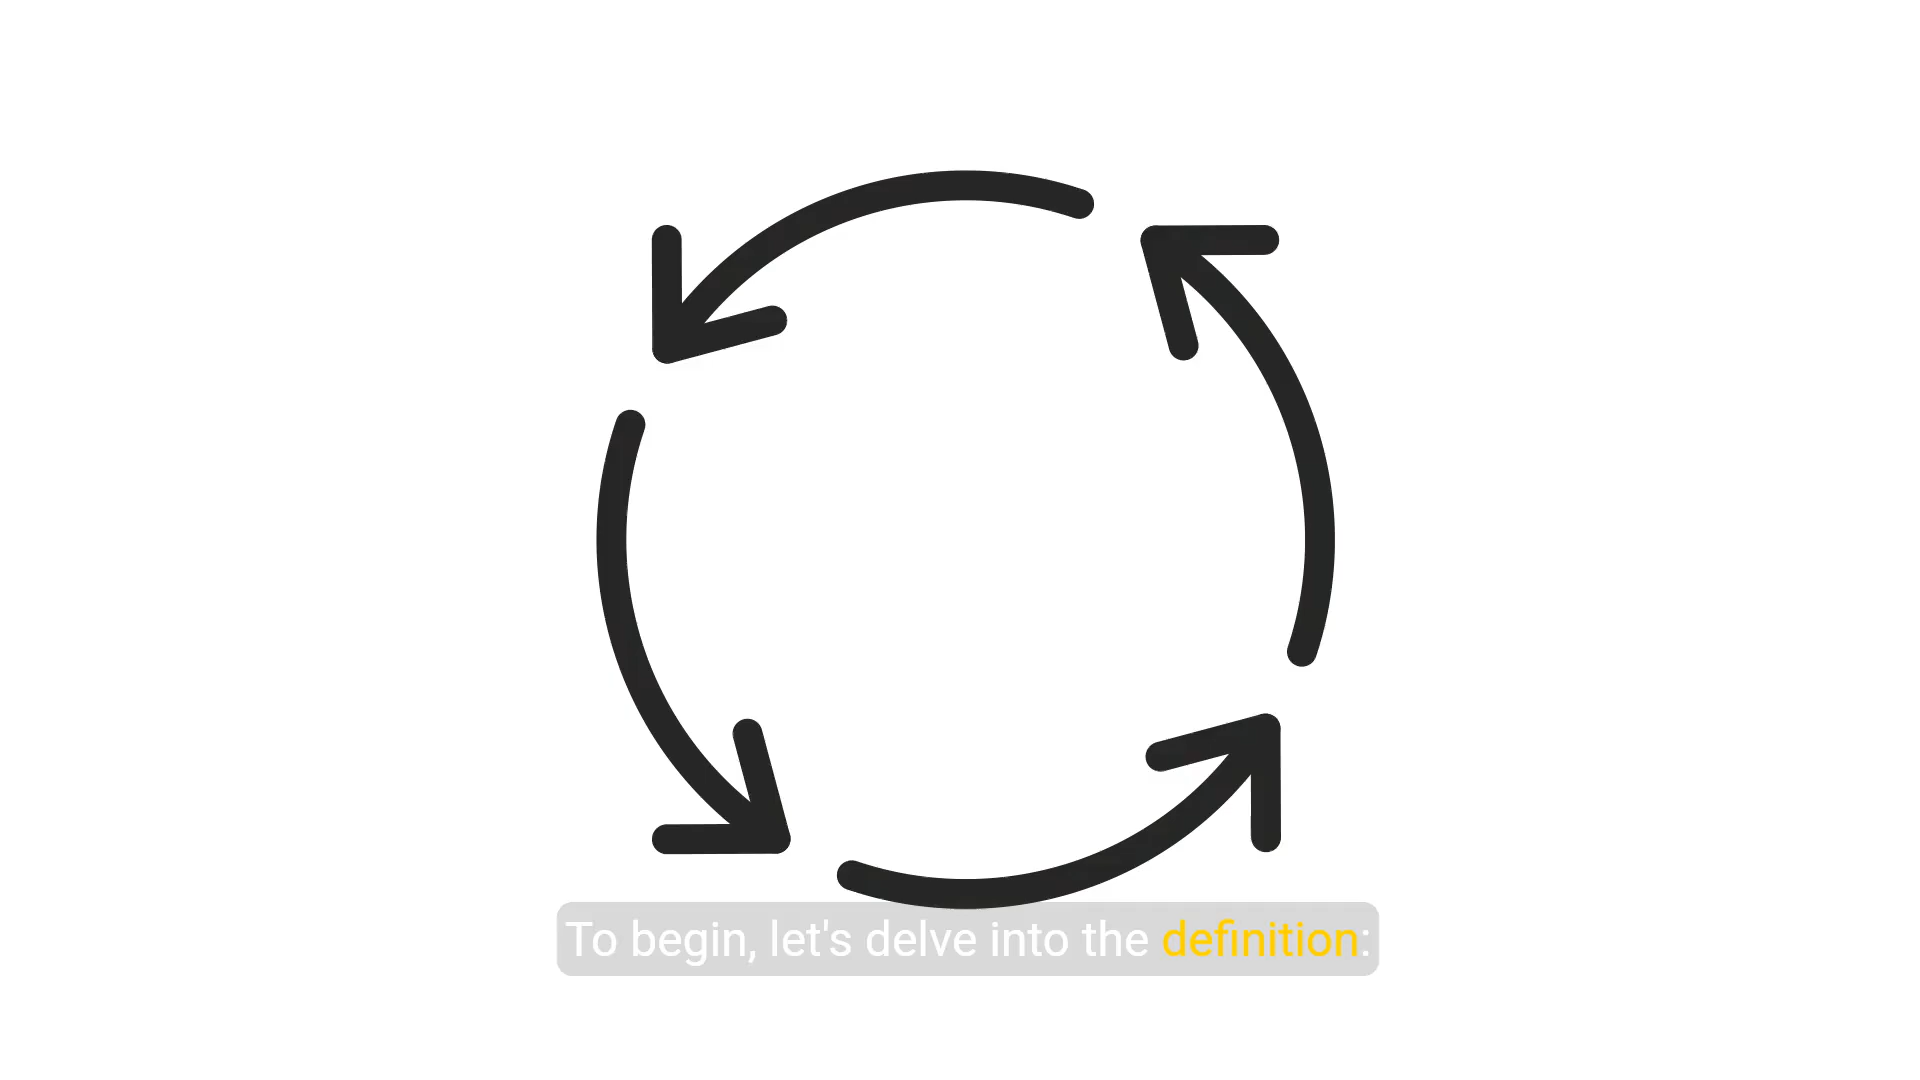 To begin, let's delve into the definition: